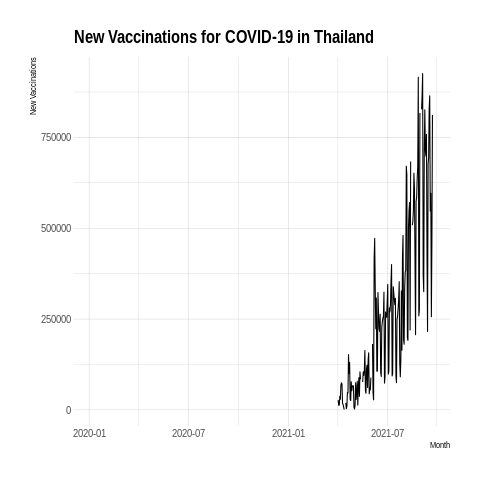 New Vaccinations for COVID-19 in Thailand
New Vaccinations
750000
500000
250000
0
2020-01 2020-07 2021-01 2021-07
Month